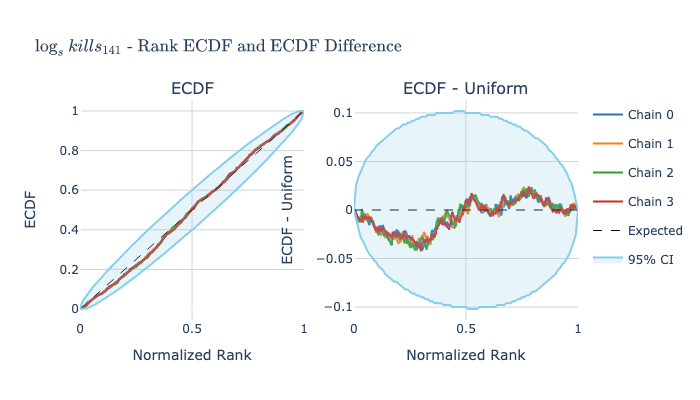 log_s kills_141 - Rank ECDF and ECDF Difference
ECDF
ECDF - Uniform
1
0.8
0.6
0.4
0.2
0
ECDF
0
0.5
1
Normalized Rank
0.1
0.05
0
−0.05
−0.1
ECDF - Uniform
0
0.5
1
Normalized Rank
Chain 0
Chain 1
Chain 2
Chain 3
Expected
95% CI